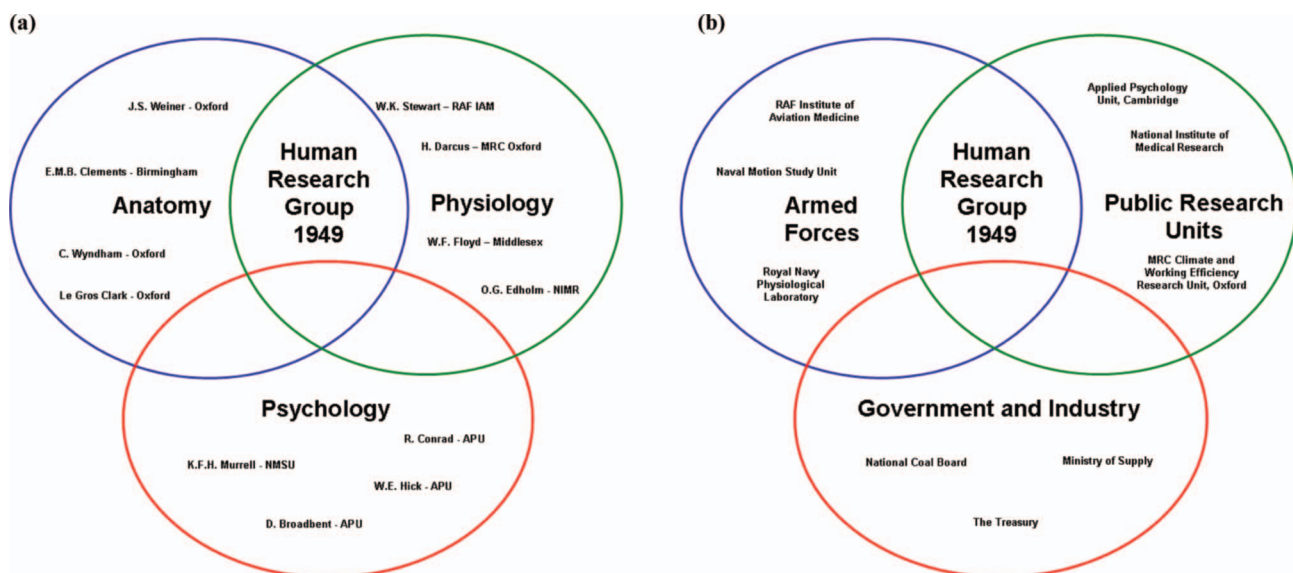 (a)
J.S. Weiner - Oxford
E.M.B. Clements - Birmingham
Anatomy
C. Wyndham - Oxford
Le Gros Clark - Oxford
Human
Research
Group
1949
W.K. Stewart – RAF IAM
H. Darcus – MRC Oxford
Physiology
W.F. Floyd – Middlesex
O.G. Edholm - NIMR
Psychology
R. Conrad - APU
K.F.H. Murrell - NMSU
W.E. Hick - APU
D. Broadbent - APU
(b)
RAF Institute of
Aviation Medicine
Naval Motion Study Unit
Armed
Forces
Royal Navy
Physiological
Laboratory
Human
Research
Group
1949
Applied Psychology
Unit, Cambridge
National Institute of
Medical Research
Public Research
Units
MRC Climate and
Working Efficiency
Research Unit, Oxford
Government and Industry
National Coal Board
Ministry of Supply
The Treasury